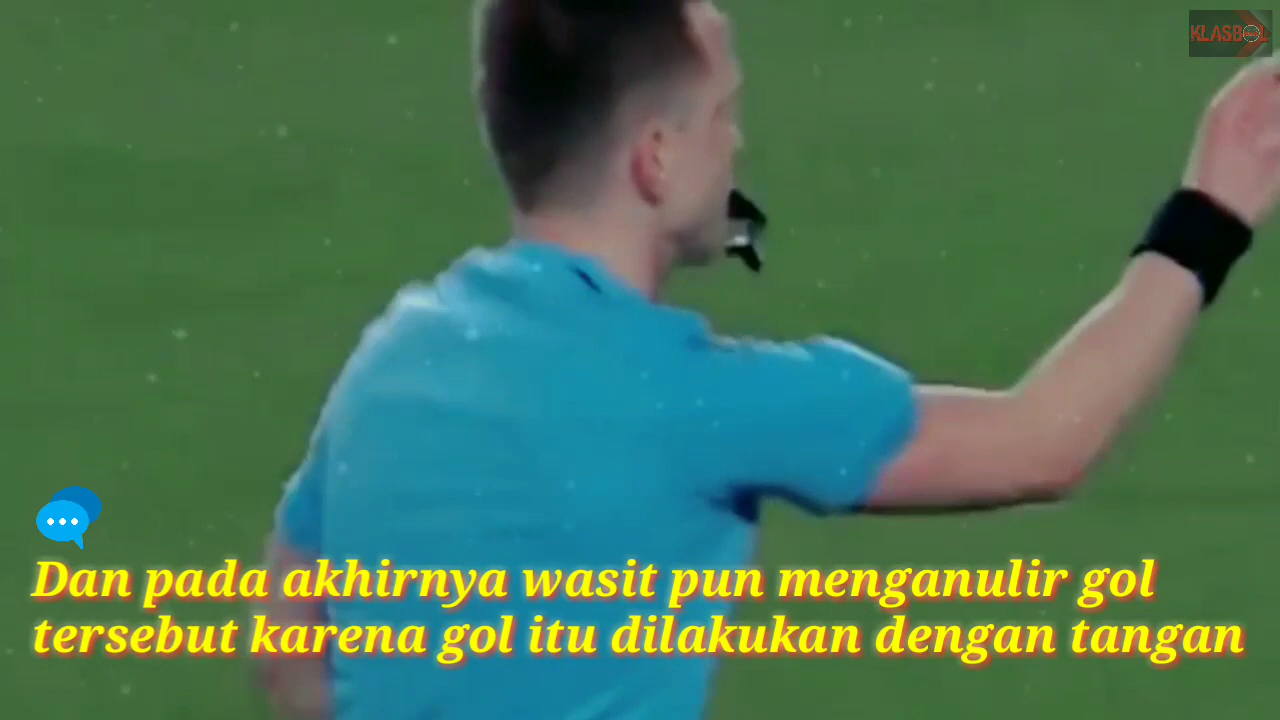 KLASBOL
Dan pada akhirnya wasit pun menganulir gol
tersebut karena gol itu dilakukan dengan tangan